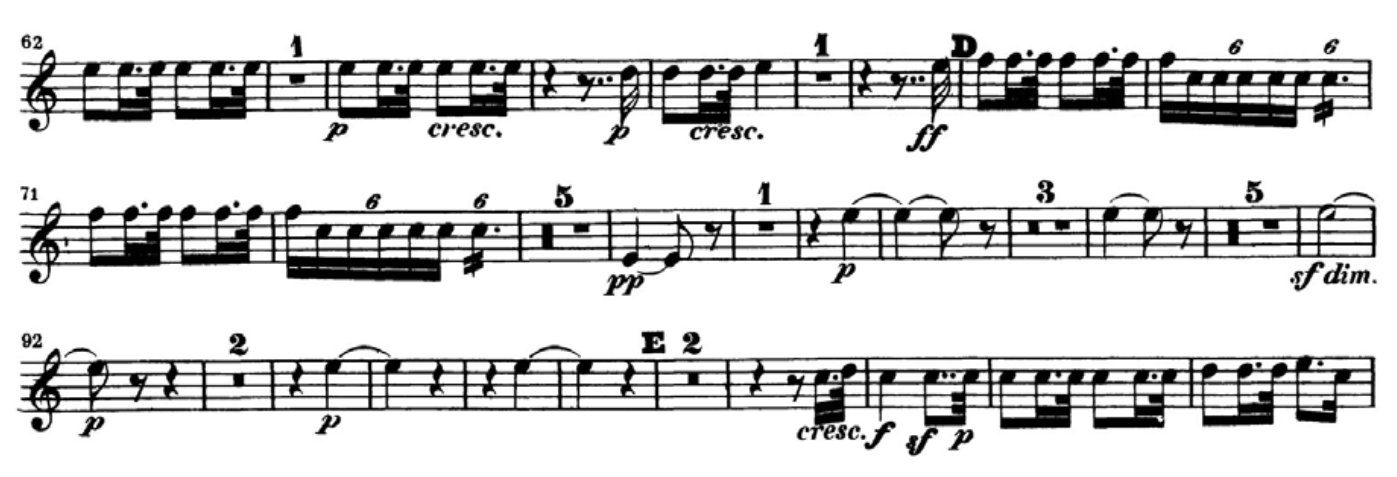 62 1 1 D 6 6
p cresc. p cresc. ff
71 6 6 5 1 3 5
pp p sf dim.
92 2 E 2
p p cresc. f sf p